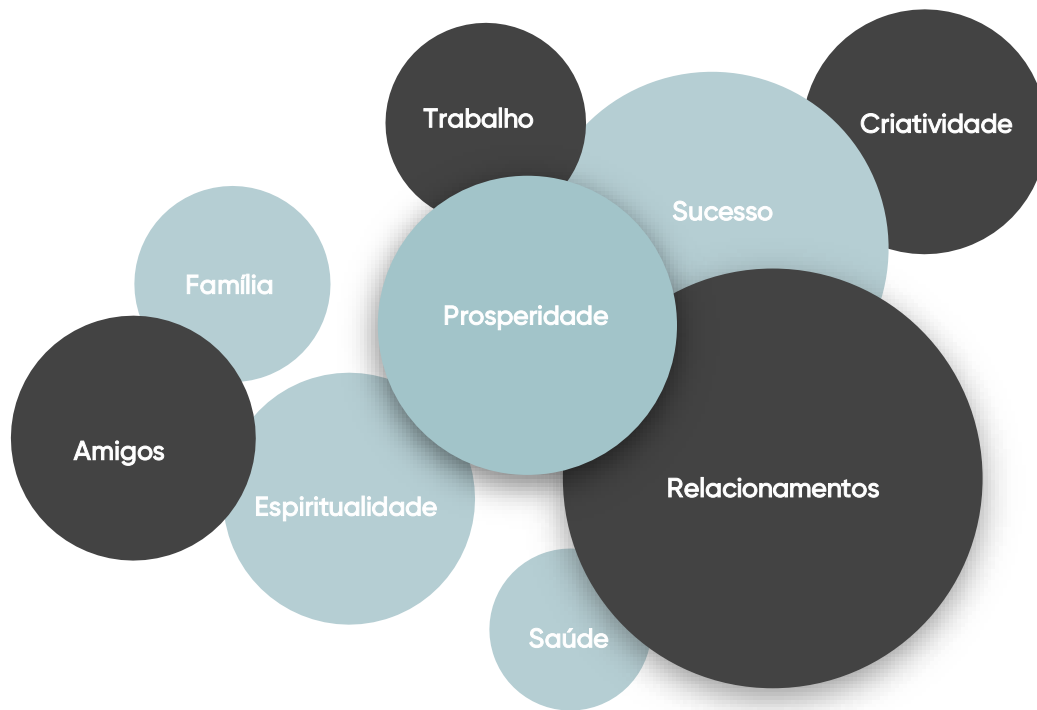 Trabalho
Criatividade
Sucesso
Família
Prosperidade
Amigos
Relacionamentos
Espiritualidade
Saúde